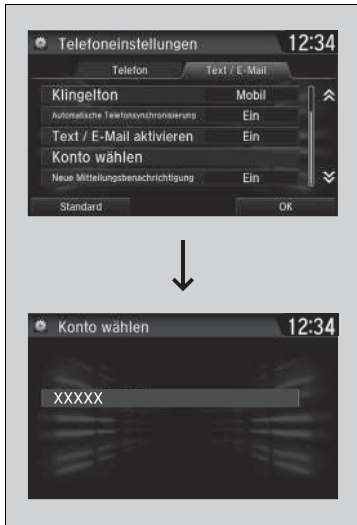 Telefoneinstellungen 12:34
Telefon Text / E-Mail
Klingelton Mobil
Automatische Telefonsynchronisierung Ein
Text / E-Mail aktivieren Ein
Konto wählen
Neue Mitteilungsbenachrichtigung Ein
Standard OK
Konto wählen 12:34
XXXXX